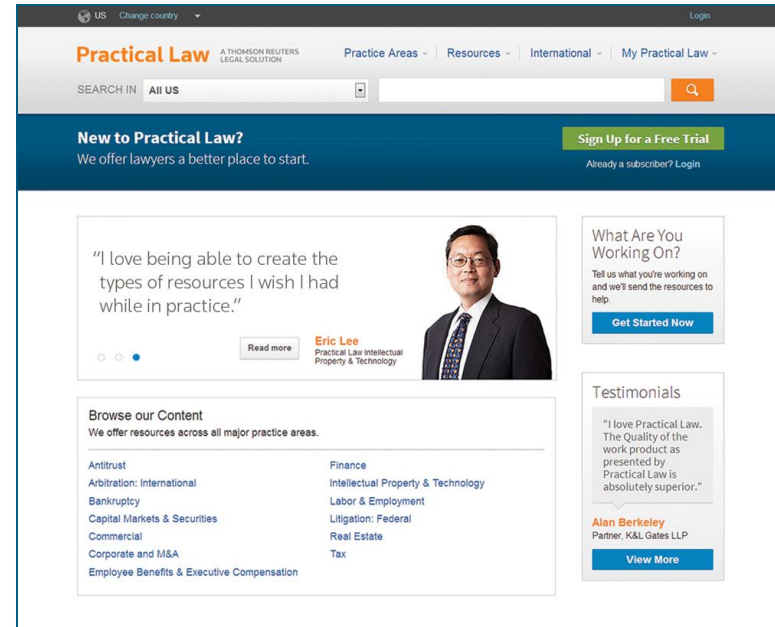 US Change country Login
Practical Law A THOMSON REUTERS
LEGAL SOLUTION
Practice Areas Resources International My Practical Law
SEARCH IN All US
New to Practical Law?
We offer lawyers a better place to start.
Sign Up for a Free Trial
Already a subscriber? Login
"I love being able to create the
types of resources I wish I had
while in practice."
Read more
Eric Lee
Practical Law Intellectual
Property & Technology
What Are You
Working On?
Tell us what you're working on
and we'll send the resources to
help.
Get Started Now
Browse our Content
We offer resources across all major practice areas.
Antitrust
Arbitration: International
Bankruptcy
Capital Markets & Securities
Commercial
Corporate and M&A
Employee Benefits & Executive Compensation
Finance
Intellectual Property & Technology
Labor & Employment
Litigation: Federal
Real Estate
Tax
Testimonials
"I love Practical Law.
The Quality of the
work product as
presented by
Practical Law is
absolutely superior."
Alan Berkeley
Partner, K&L Gates LLP
View More